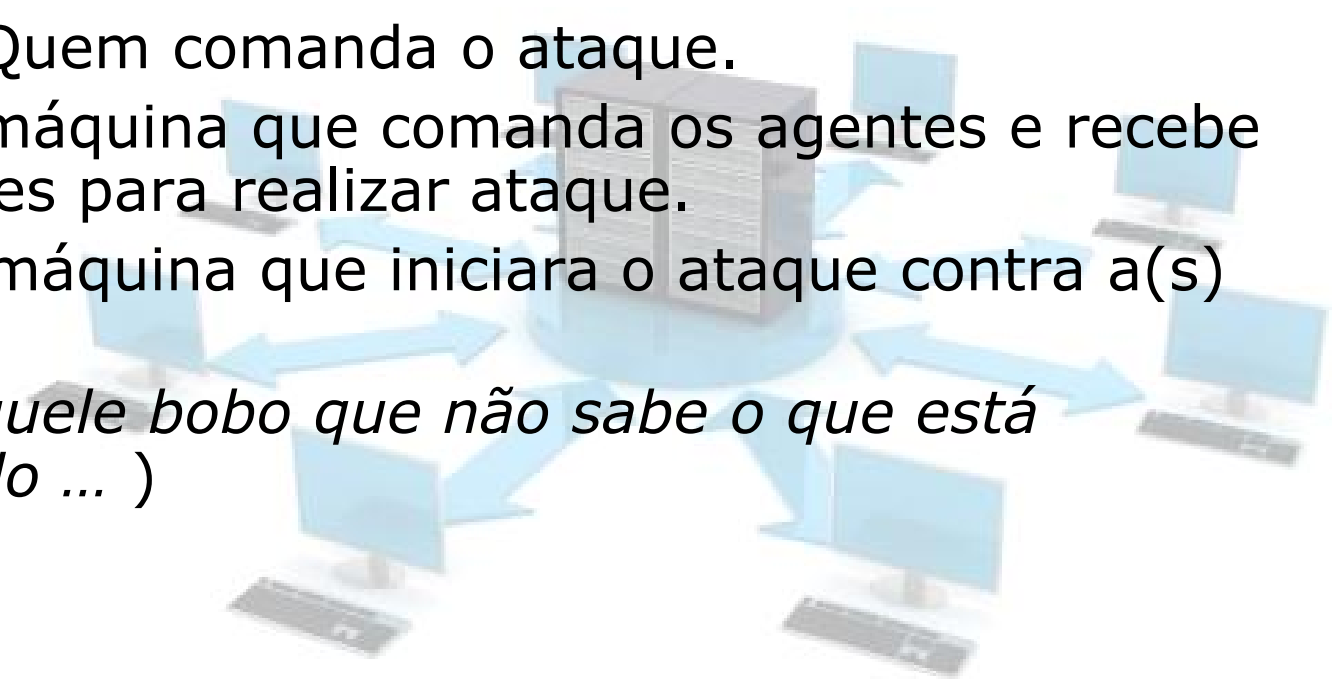 Quem comanda o ataque.
máquina que comanda os agentes e recebe
es para realizar ataque.
máquina que iniciara o ataque contra a(s)
uele bobo que não sabe o que está
o ... )